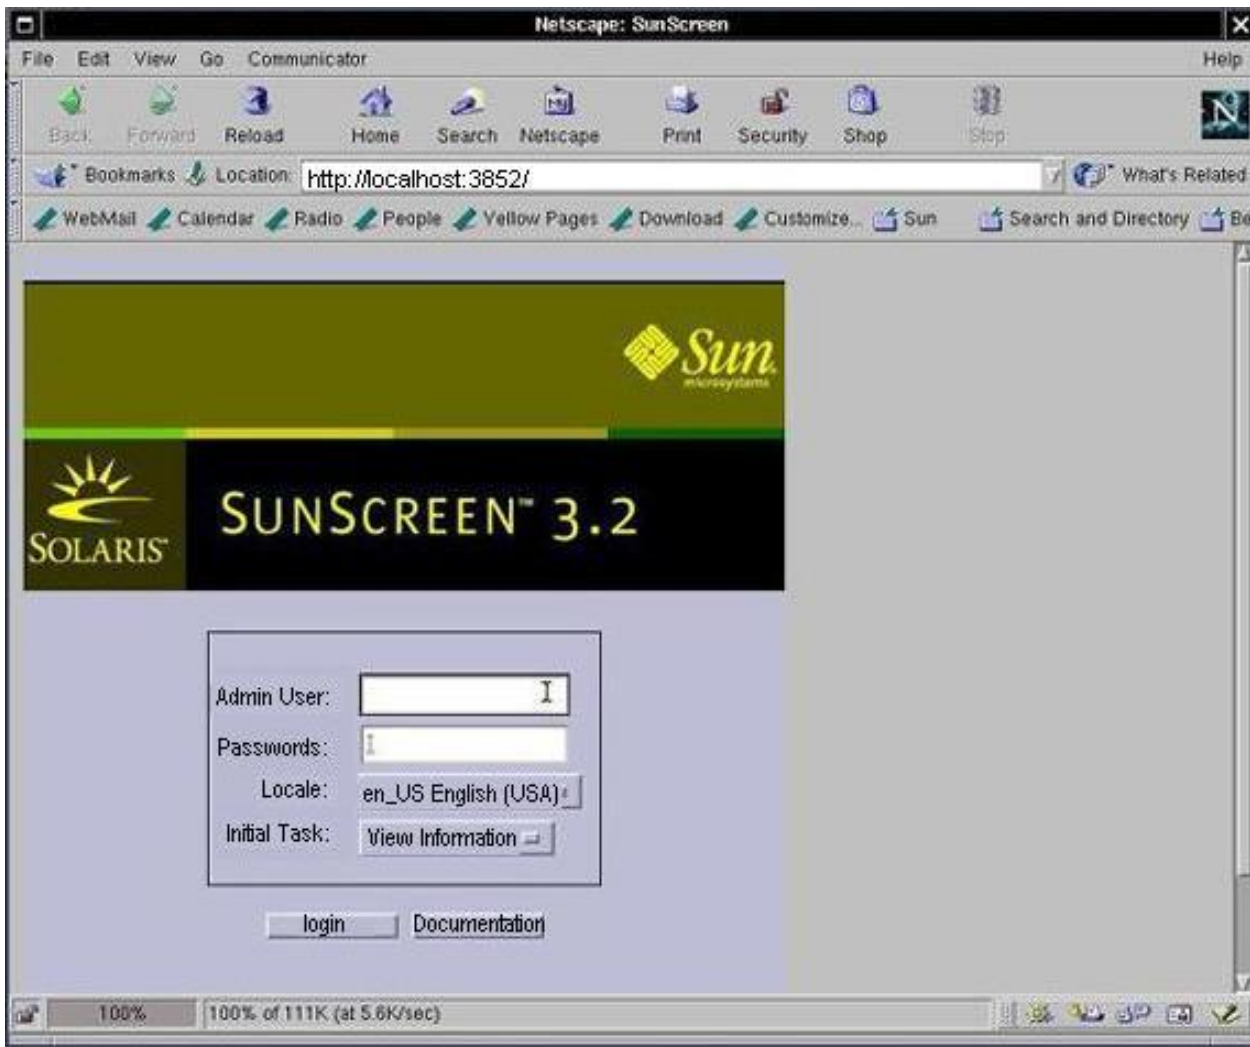 Netscape: SunScreen
File Edit View Go Communicator Help
Back Forward Reload Home Search Netscape Print Security Shop Stop
Bookmarks Location: http://localhost:3852/ What's Related
WebMail Calendar Radio People Yellow Pages Download Customize... Sun Search and Directory Be
Sun
microsystems
SOLARIS™
SUNSCREEN™ 3.2
Admin User:
Passwords:
Locale: en_US English (USA)
Initial Task: View Information
login Documentation
100% 100% of 111K (at 5.6K/sec)